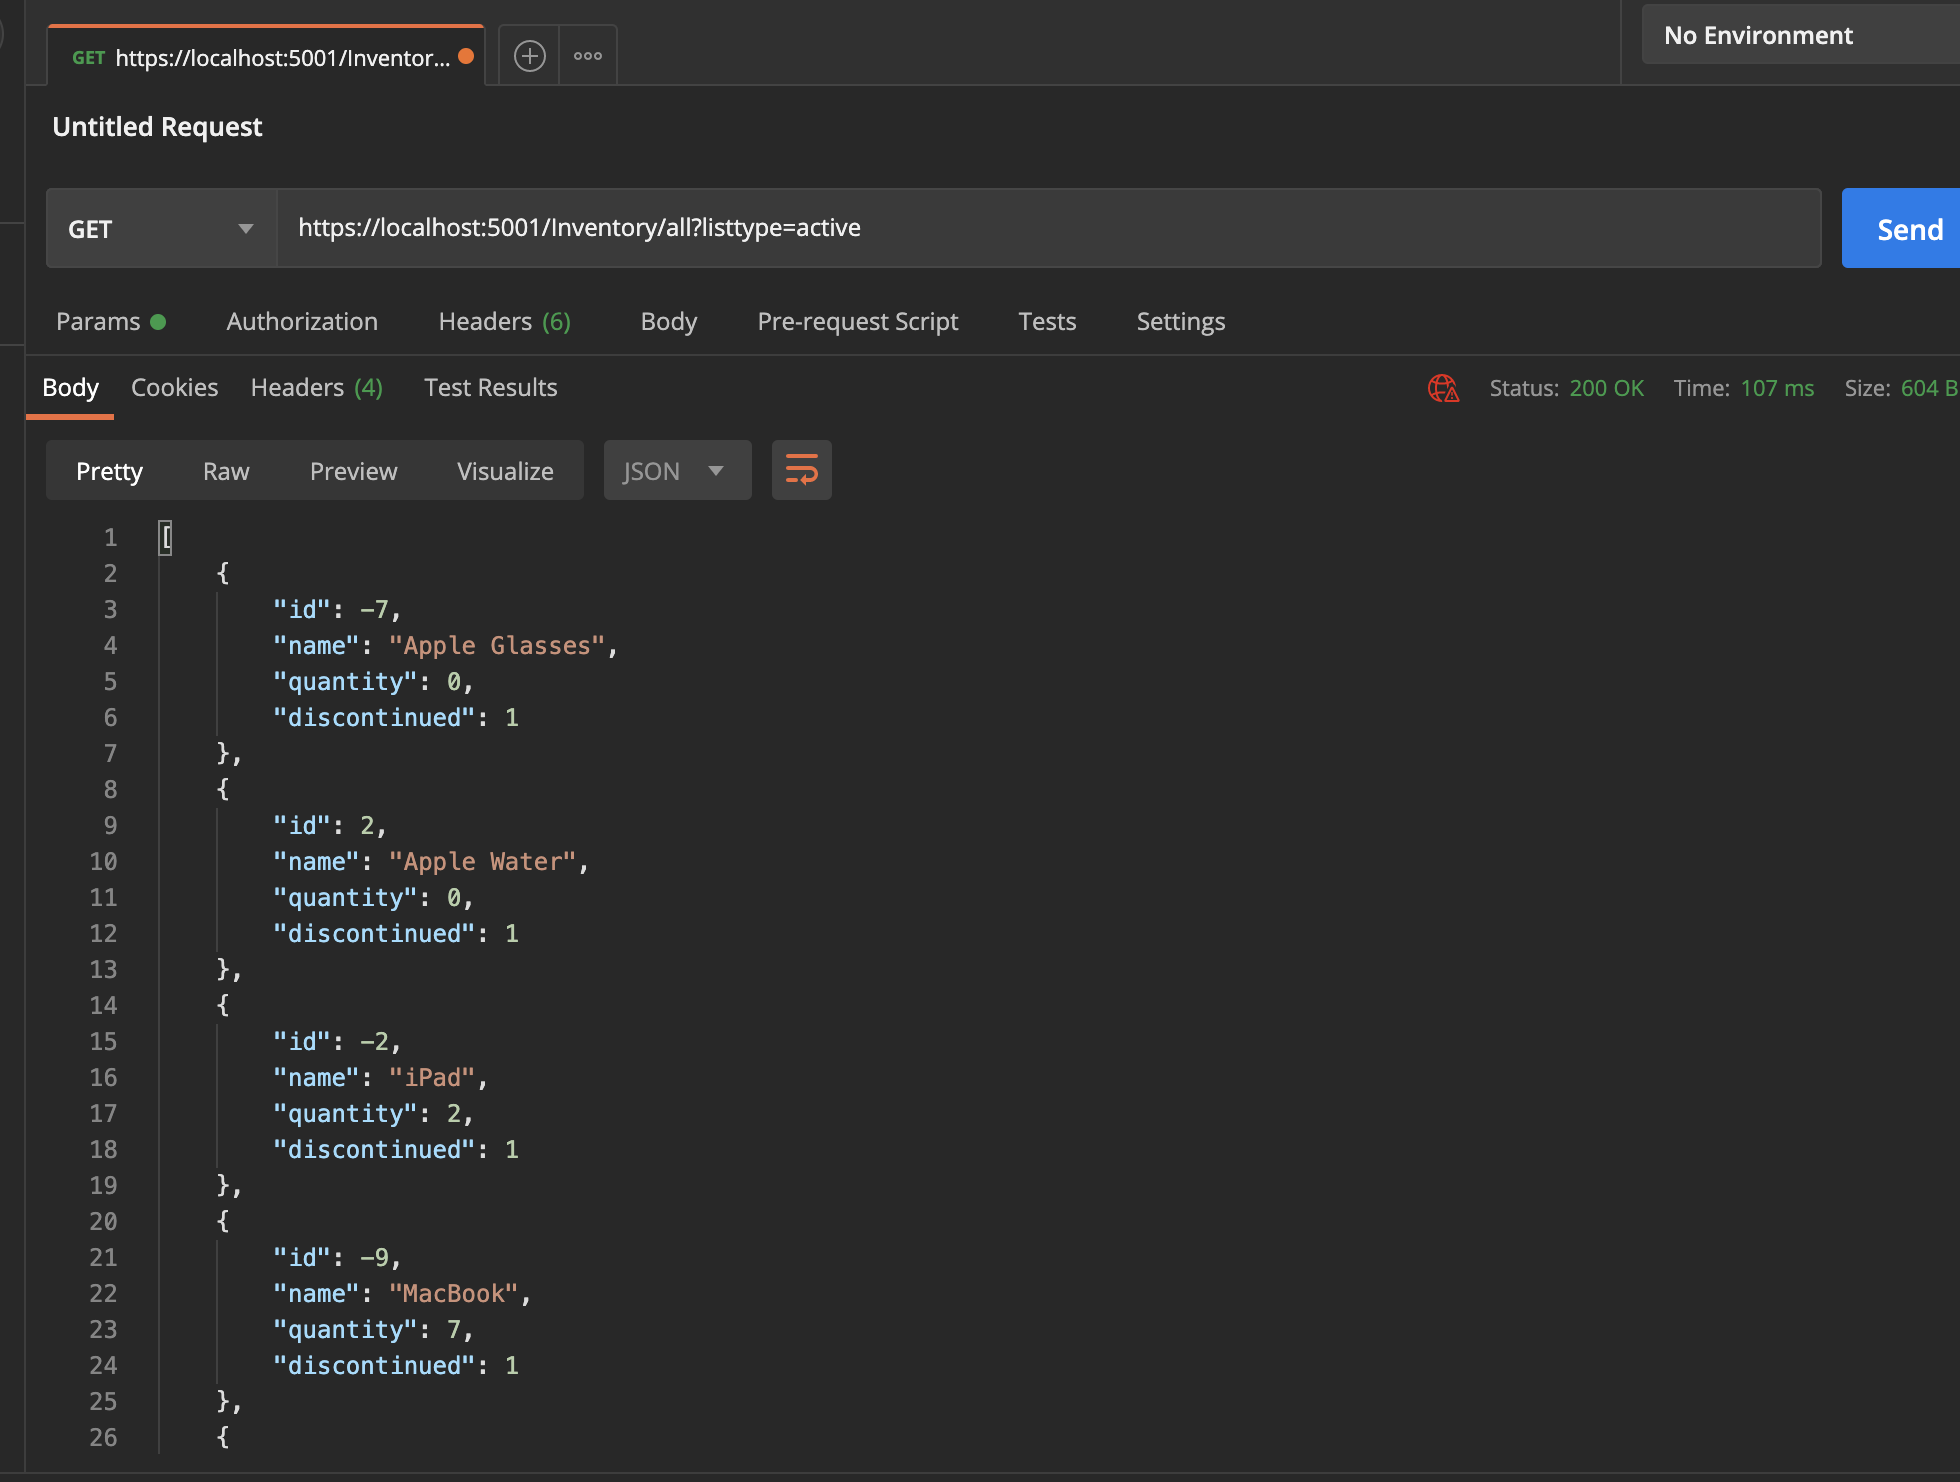 GET https://localhost:5001/Inventor...
No Environment
Untitled Request
GET https://localhost:5001/Inventory/all?listtype=active Send
Params Authorization Headers (6) Body Pre-request Script Tests Settings
Body Cookies Headers (4) Test Results Status: 200 OK Time: 107 ms Size: 604 B
Pretty Raw Preview Visualize JSON
1 [
2 {
3 "id": -7,
4 "name": "Apple Glasses",
5 "quantity": 0,
6 "discontinued": 1
7 },
8 {
9 "id": 2,
10 "name": "Apple Water",
11 "quantity": 0,
12 "discontinued": 1
13 },
14 {
15 "id": -2,
16 "name": "iPad",
17 "quantity": 2,
18 "discontinued": 1
19 },
20 {
21 "id": -9,
22 "name": "MacBook",
23 "quantity": 7,
24 "discontinued": 1
25 },
26 {